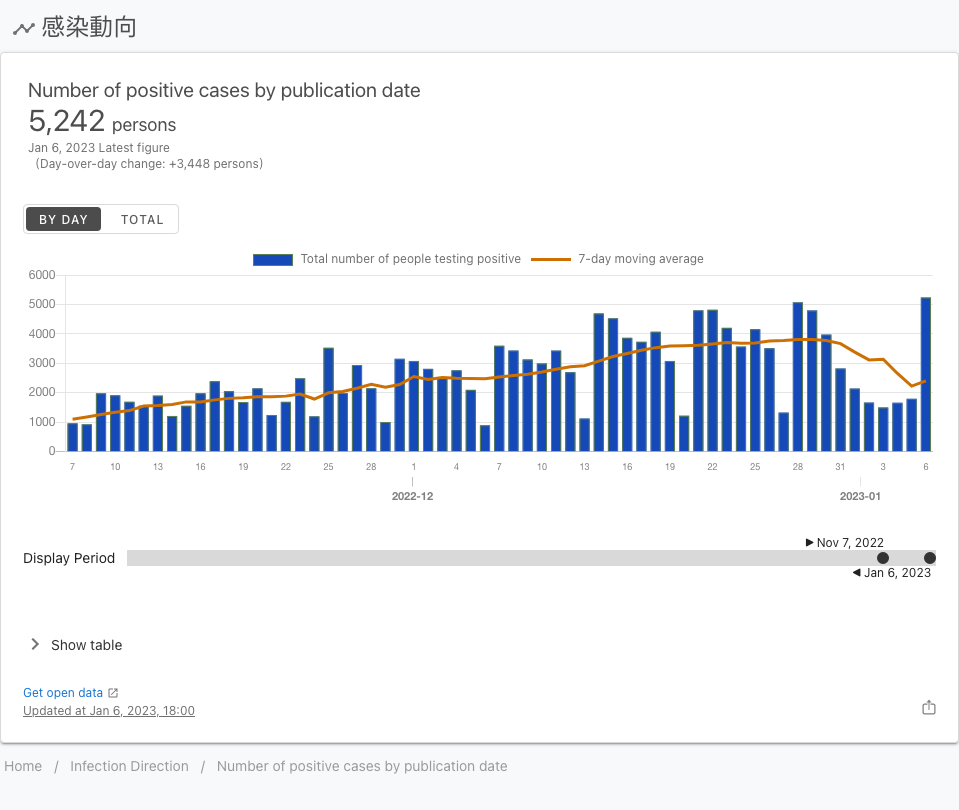 感染動向
Number of positive cases by publication date
5,242 persons
Jan 6, 2023 Latest figure
(Day-over-day change: +3,448 persons)
BY DAY TOTAL
Total number of people testing positive 7-day moving average
6000
5000
4000
3000
2000
1000
0
7 10 13 16 19 22 25 28 1 4 7 10 13 16 19 22 25 28 31 3 6
2022-12 2023-01
Nov 7, 2022
Display Period
Jan 6, 2023
Show table
Get open data
Updated at Jan 6, 2023, 18:00
Home / Infection Direction / Number of positive cases by publication date